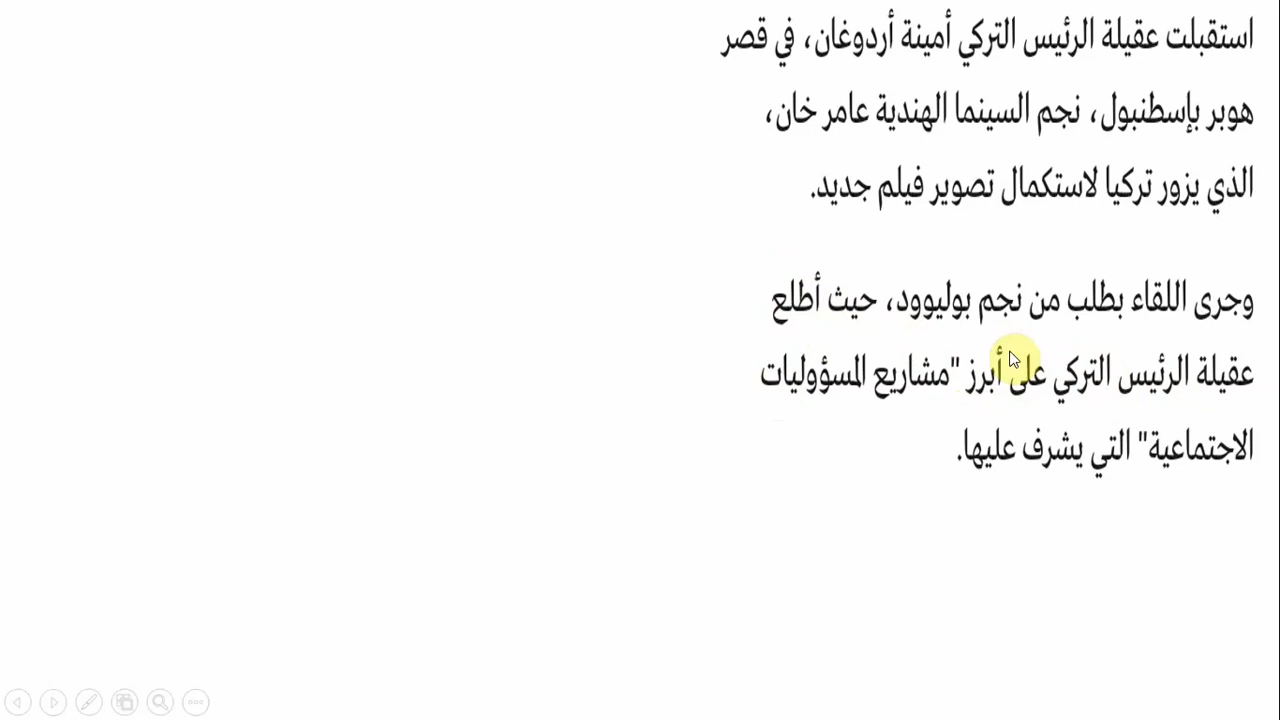 استقبلت عقيلة الرئيس التركي أمينة أردوغان، في قصر
هوبر بإسطنبول، نجم السينما الهندية عامر خان،
الذي يزور تركيا لاستكمال تصوير فيلم جديد.
وجرى اللقاء بطلب من نجم بوليوود، حيث أطلع
عقيلة الرئيس التركي على أبرز "مشاريع المسؤوليات
الاجتماعية" التي يشرف عليها.